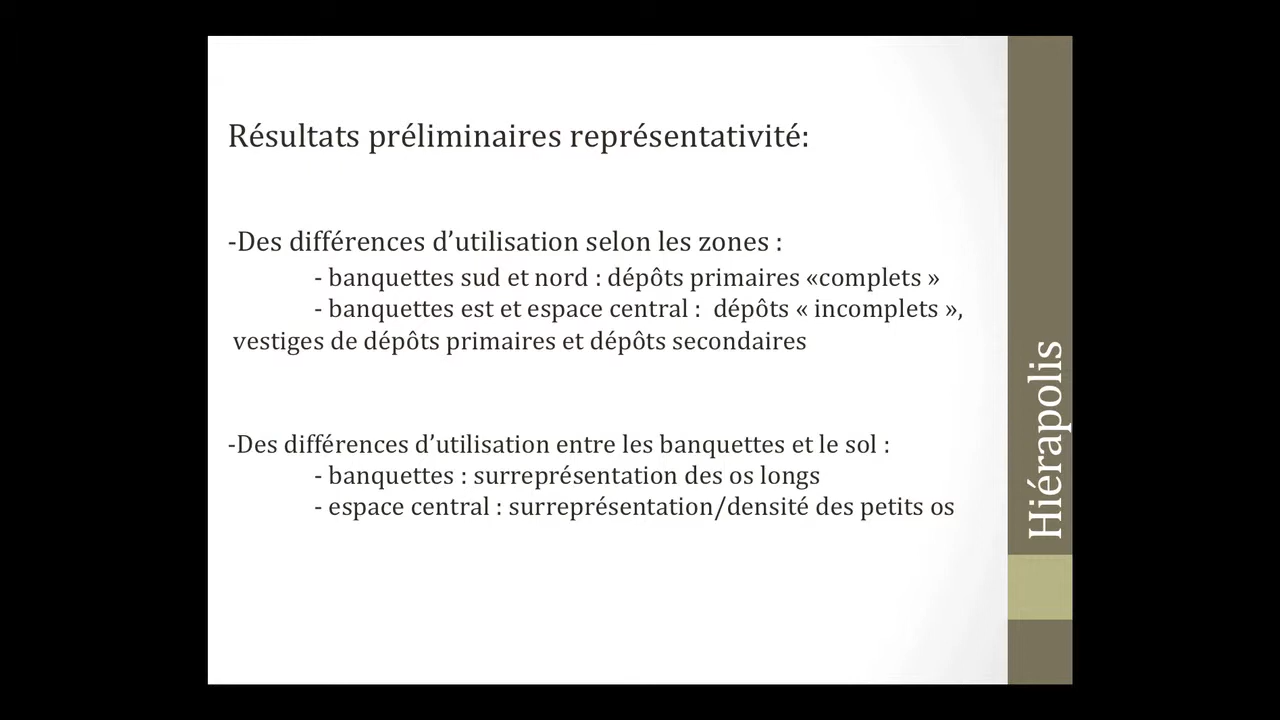 Résultats préliminaires représentativité:
-Des différences d’utilisation selon les zones :
- banquettes sud et nord : dépôts primaires «complets »
- banquettes est et espace central : dépôts « incomplets »,
vestiges de dépôts primaires et dépôts secondaires
-Des différences d’utilisation entre les banquettes et le sol :
- banquettes : surreprésentation des os longs
- espace central : surreprésentation/densité des petits os
Hiérapolis